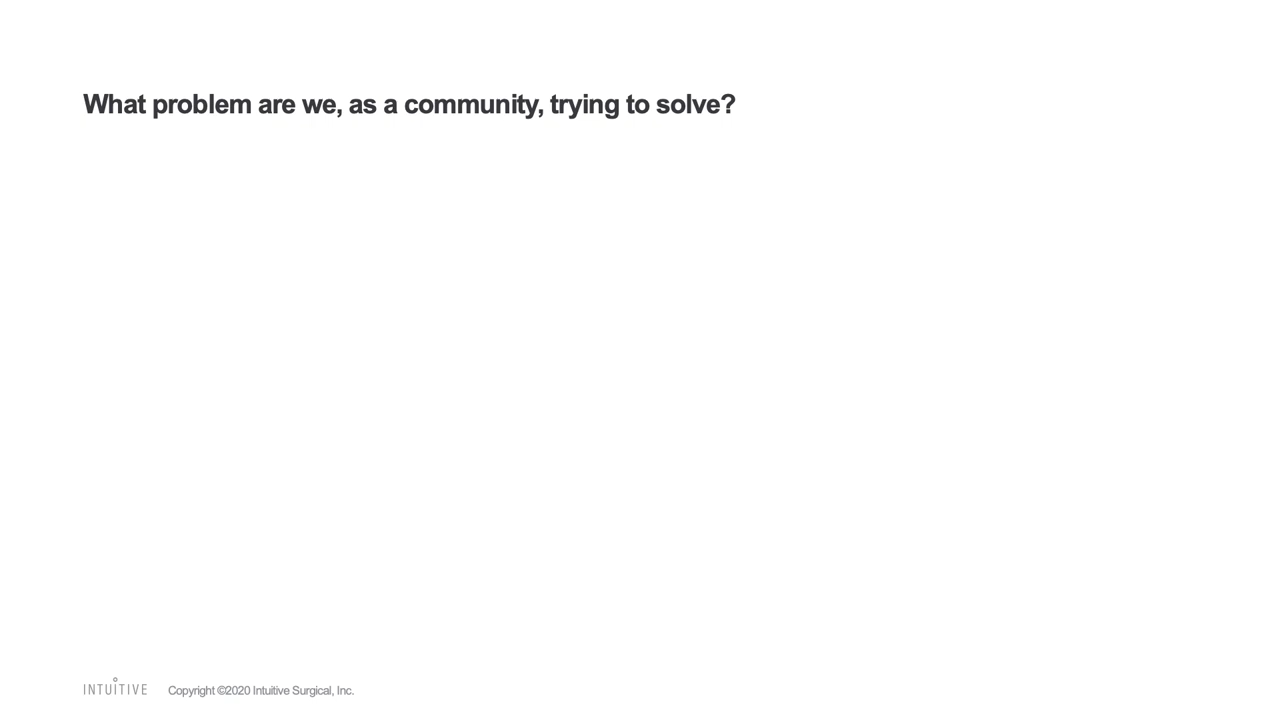 What problem are we, as a community, trying to solve?
INTUITIVE Copyright ©2020 Intuitive Surgical, Inc.